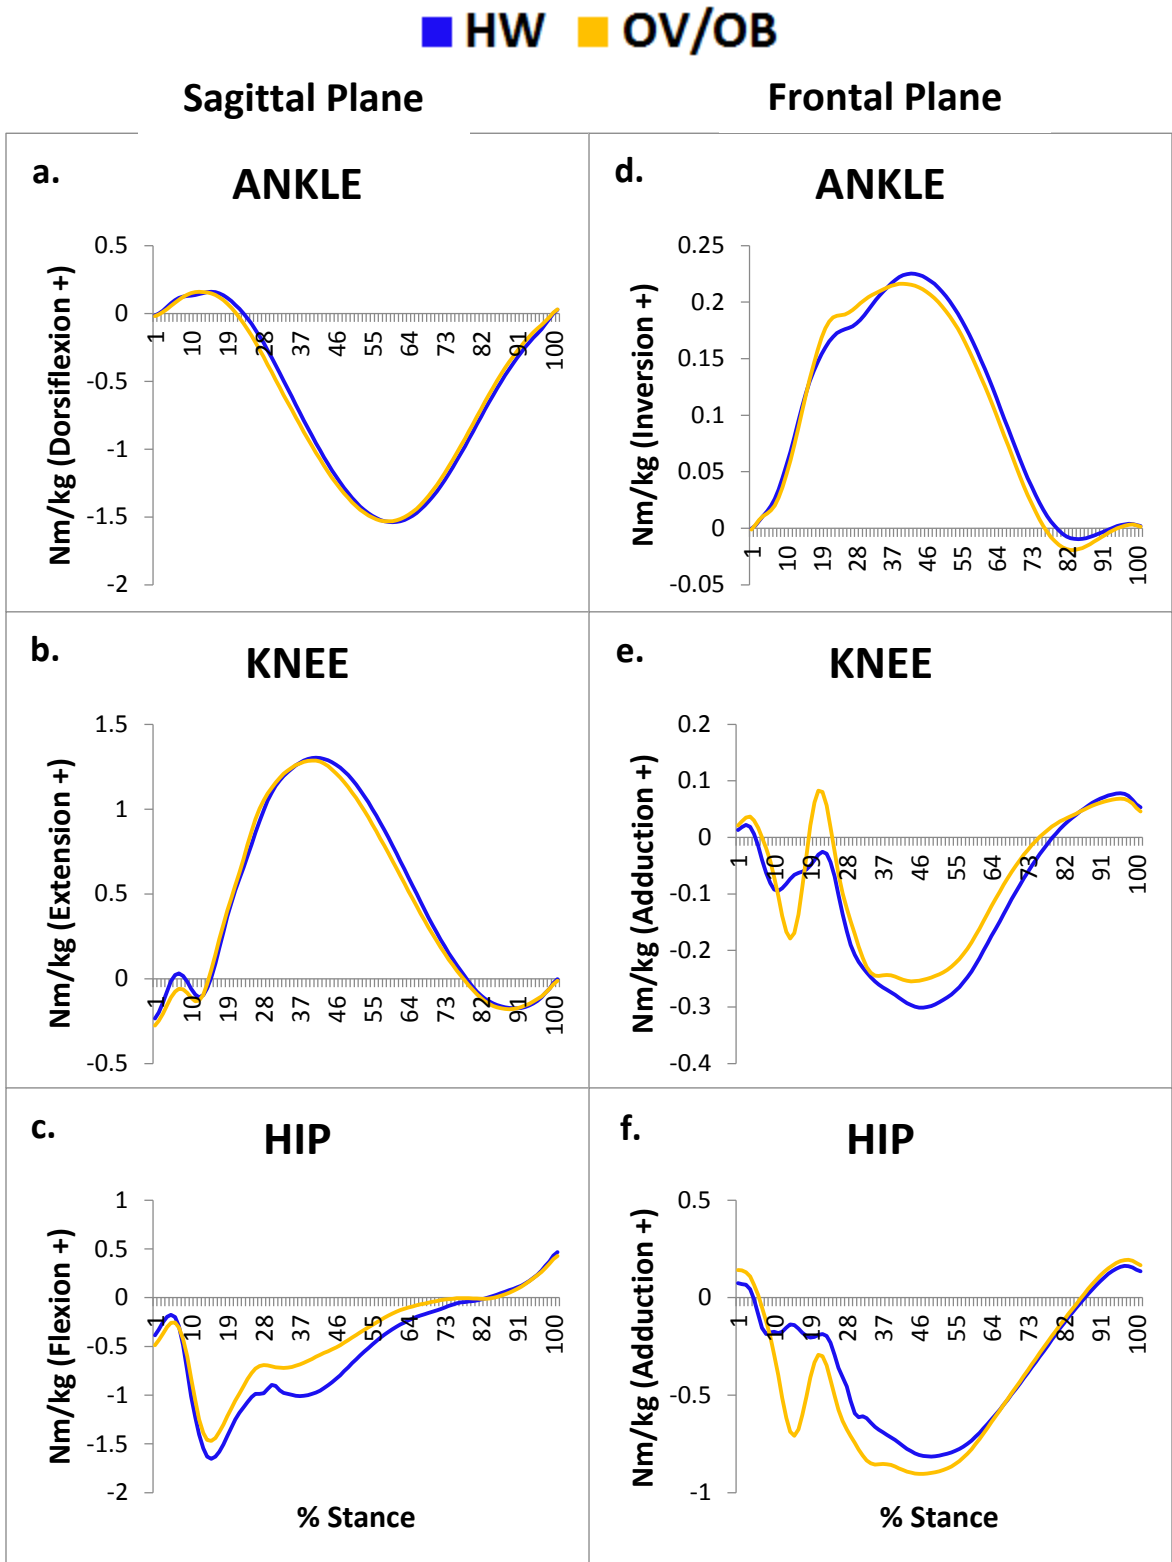 HW OV/OB
Sagittal Plane
Frontal Plane
a.
ANKLE
Nm/kg (Dorsiflexion +)
0.5
0
-0.5
-1
-1.5
-2
1 10 19 28 37 46 55 64 73 82 91 100
d.
ANKLE
Nm/kg (Inversion +)
0.25
0.2
0.15
0.1
0.05
0
-0.05
1 10 19 28 37 46 55 64 73 82 91 100
b.
KNEE
Nm/kg (Extension +)
1.5
1
0.5
0
-0.5
1 10 19 28 37 46 55 64 73 82 91 100
e.
KNEE
Nm/kg (Adduction +)
0.2
0.1
0
-0.1
-0.2
-0.3
-0.4
1 10 19 28 37 46 55 64 73 82 91 100
c.
HIP
Nm/kg (Flexion +)
1
0.5
0
-0.5
-1
-1.5
-2
1 10 19 28 37 46 55 64 73 82 91 100
% Stance
f.
HIP
Nm/kg (Adduction +)
0.5
0
-0.5
-1
1 10 19 28 37 46 55 64 73 82 91 100
% Stance